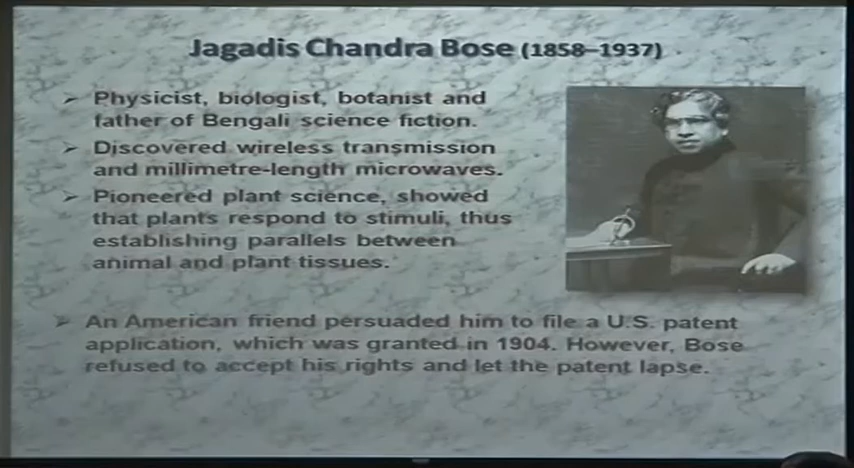 Jagadis Chandra Bose (1858–1937)
➢ Physicist, biologist, botanist and
father of Bengali science fiction.
➢ Discovered wireless transmission
and millimetre-length microwaves.
➢ Pioneered plant science, showed
that plants respond to stimuli, thus
establishing parallels between
animal and plant tissues.
➢ An American friend persuaded him to file a U.S. patent
application, which was granted in 1904. However, Bose
refused to accept his rights and let the patent lapse.